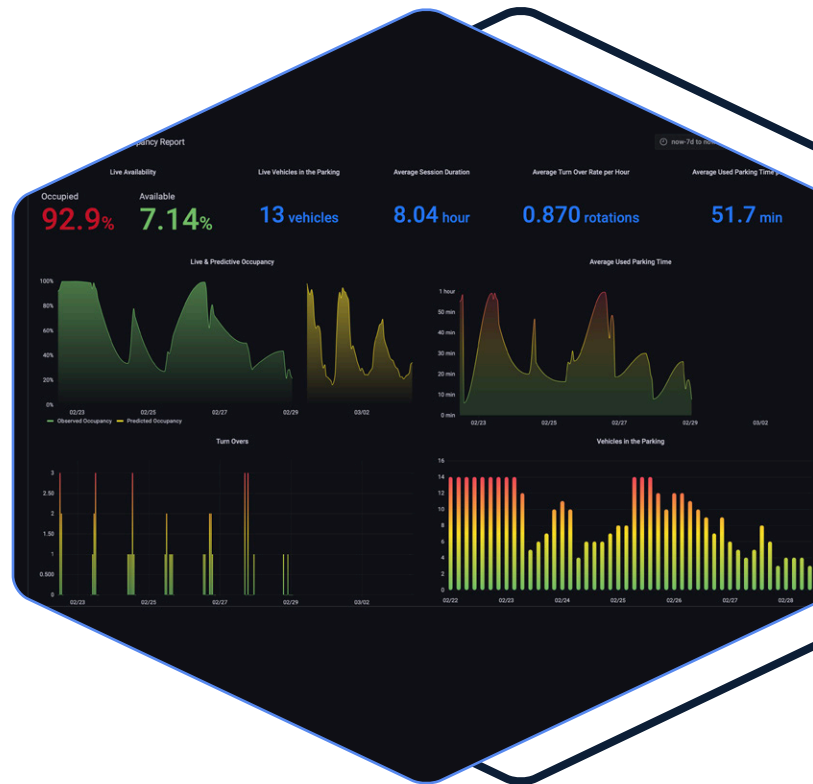 Report
now-7d to
Live Availability
Live Vehicles in the Parking
Average Session Duration
Average Turn Over Rate per Hour
Average Used Parking Time
Occupied
Available
92.9%
7.14%
13 vehicles
8.04 hour
0.870 rotations
51.7 min
Live & Predictive Occupancy
100%
80%
60%
40%
20%
0%
02/23
02/25
02/27
02/29
03/02
Observed Occupancy
Predicted Occupancy
Average Used Parking Time
1 hour
50 min
40 min
30 min
20 min
10 min
0 min
02/23
02/25
02/27
02/29
03/02
Turn Overs
3
2.50
2
1.50
1
0.500
0
02/23
02/25
02/27
02/29
03/02
Vehicles in the Parking
16
14
12
10
8
6
4
2
0
02/22
02/23
02/24
02/25
02/26
02/27
02/28